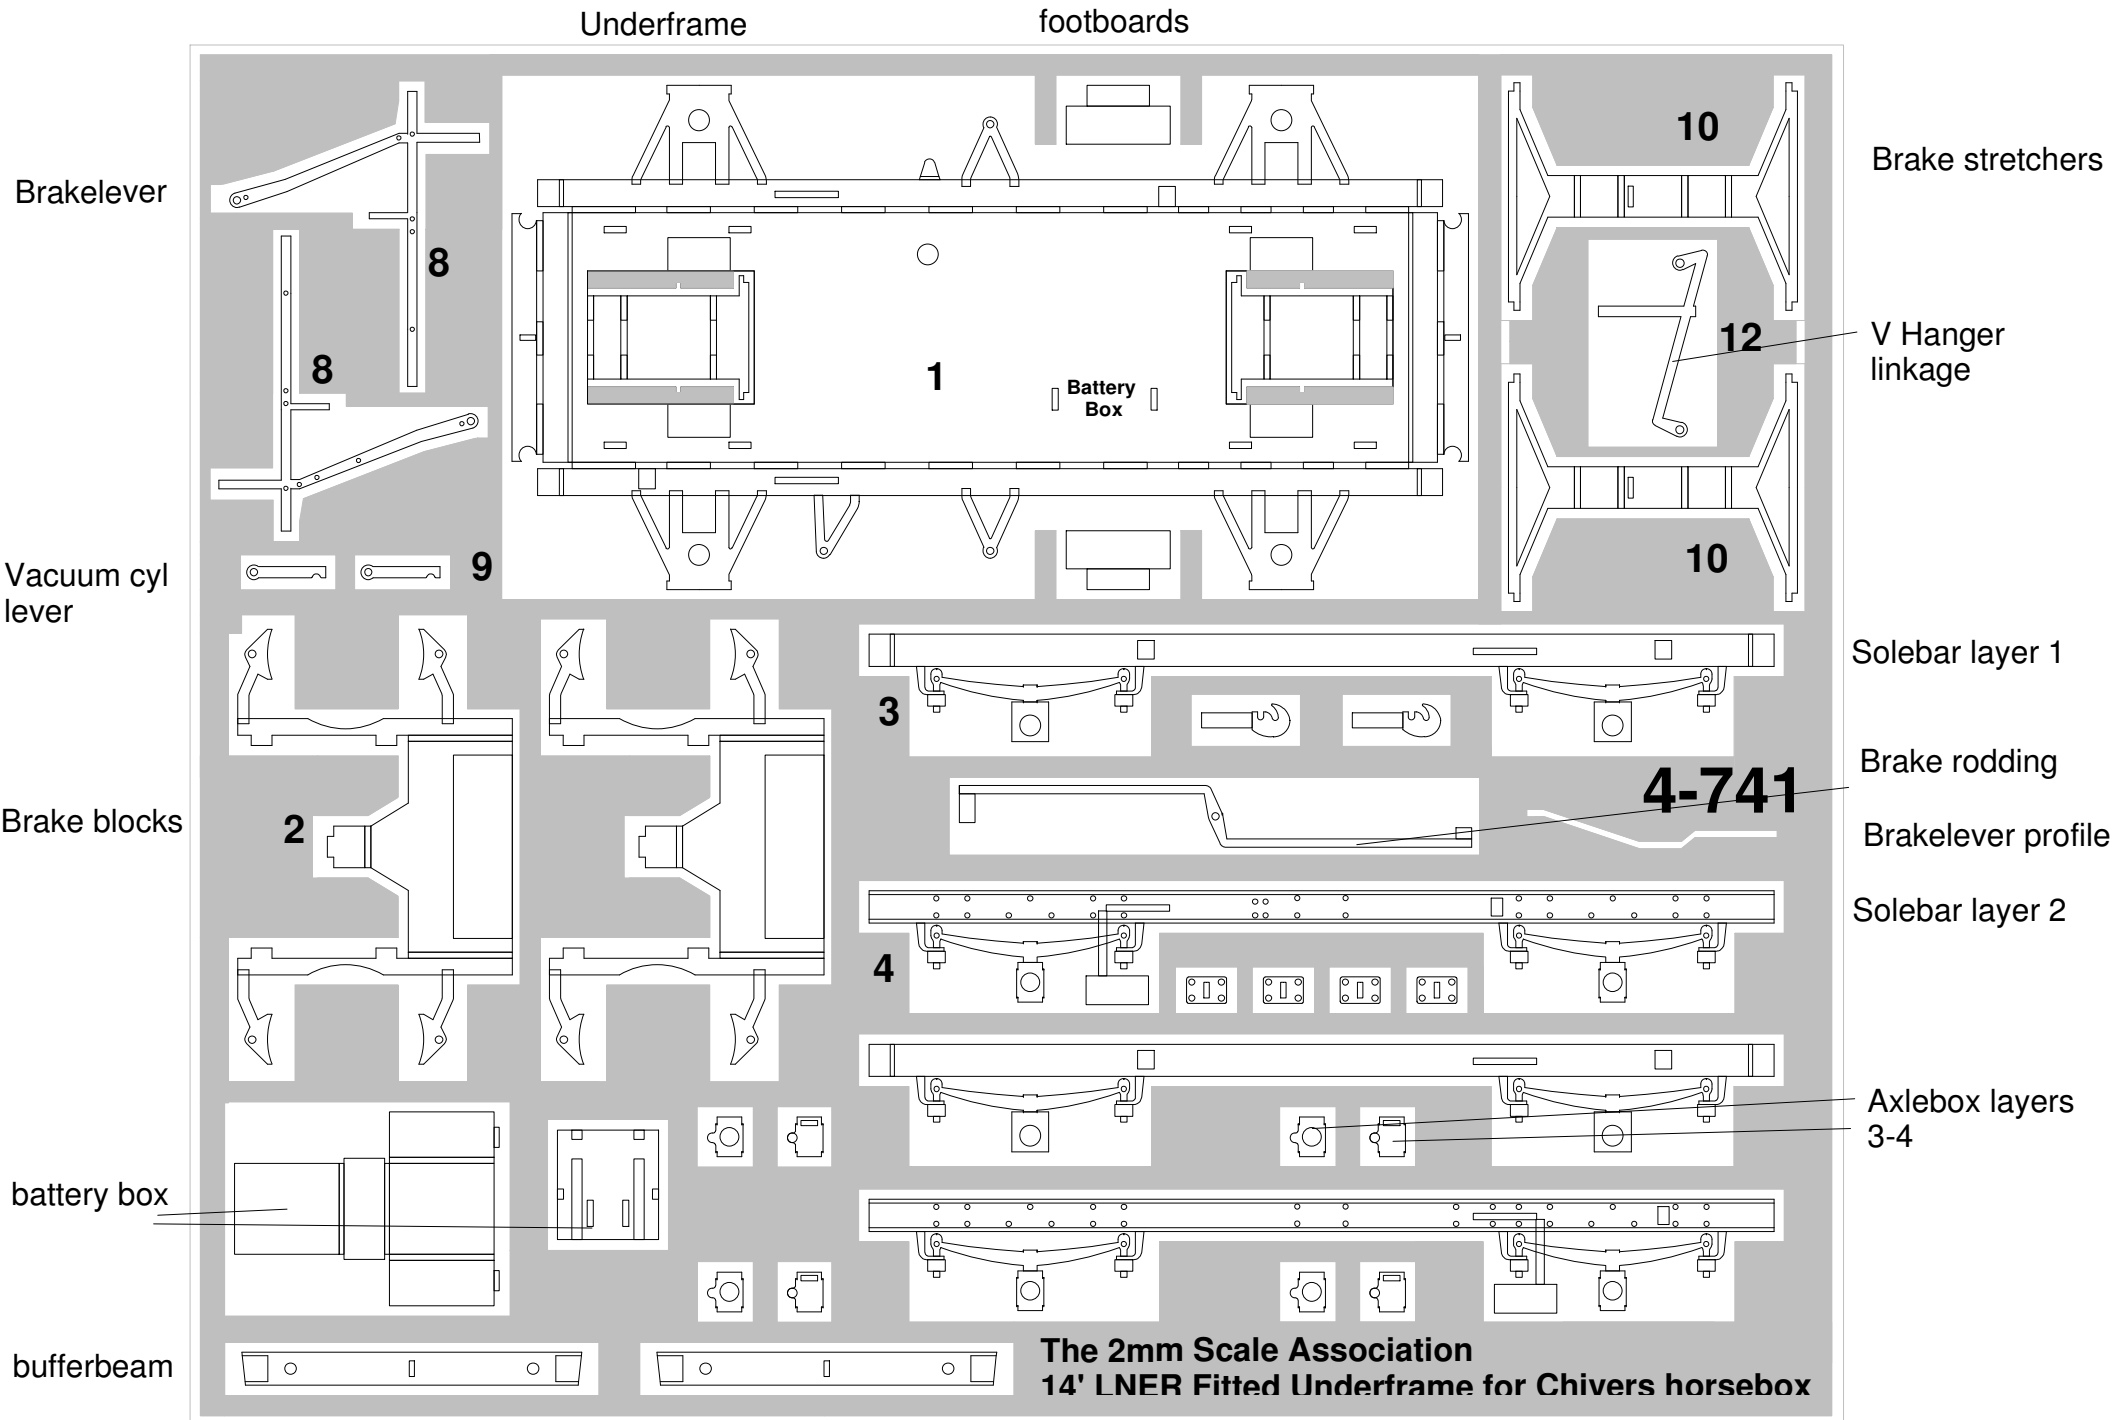 Underframe
footboards
Brakelever
8
8
Vacuum cyl
lever
9
1
Battery
Box
10
Brake stretchers
12
V Hanger
linkage
10
Solebar layer 1
3
Brake rodding
4-741
Brakelever profile
Brake blocks
2
Solebar layer 2
4
Axlebox layers
3-4
battery box
bufferbeam
The 2mm Scale Association
14' LNER Fitted Underframe for Chivers horsebox